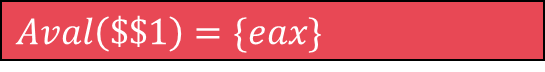 Aval($$1) = {eax}